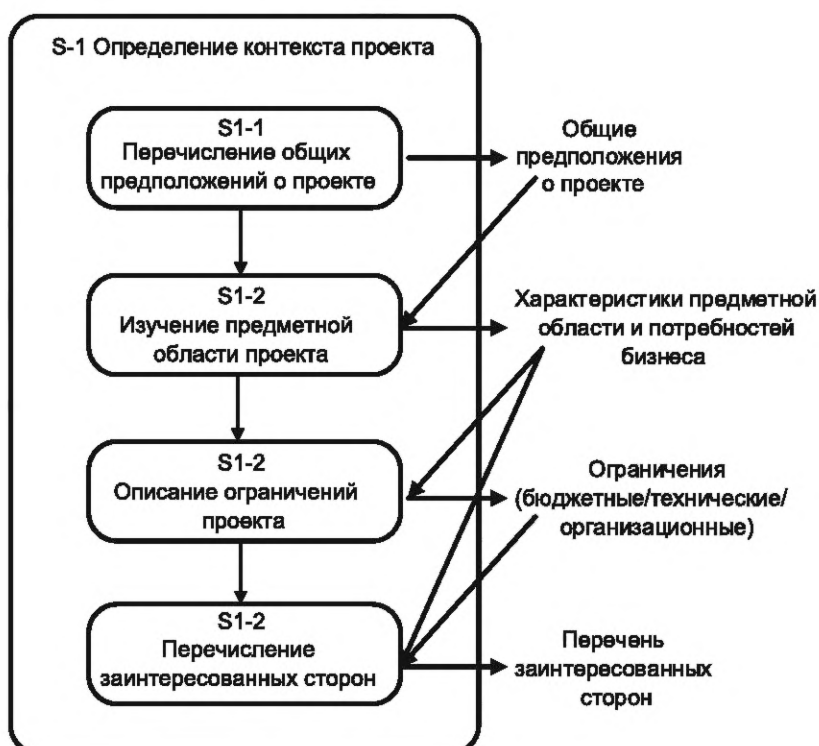 S-1 Определение контекста проекта
S1-1
Перечисление общих
предположений о проекте
Общие
предположения
о проекте
S1-2
Изучение предметной
области проекта
Характеристики предметной
области и потребностей
бизнеса
S1-2
Описание ограничений
проекта
Ограничения
(бюджетные/технические/
организационные)
S1-2
Перечисление
заинтересованных сторон
Перечень
заинтересованных
сторон